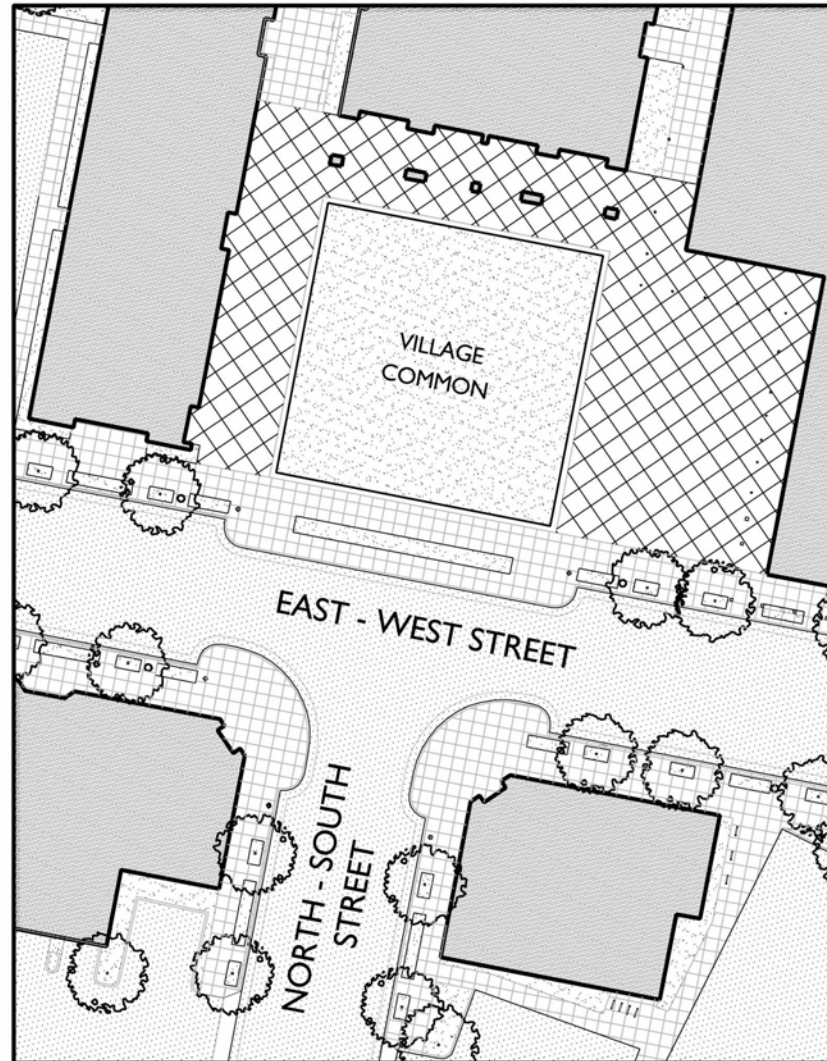 VILLAGE
COMMON
EAST - WEST STREET
NORTH - SOUTH
STREET